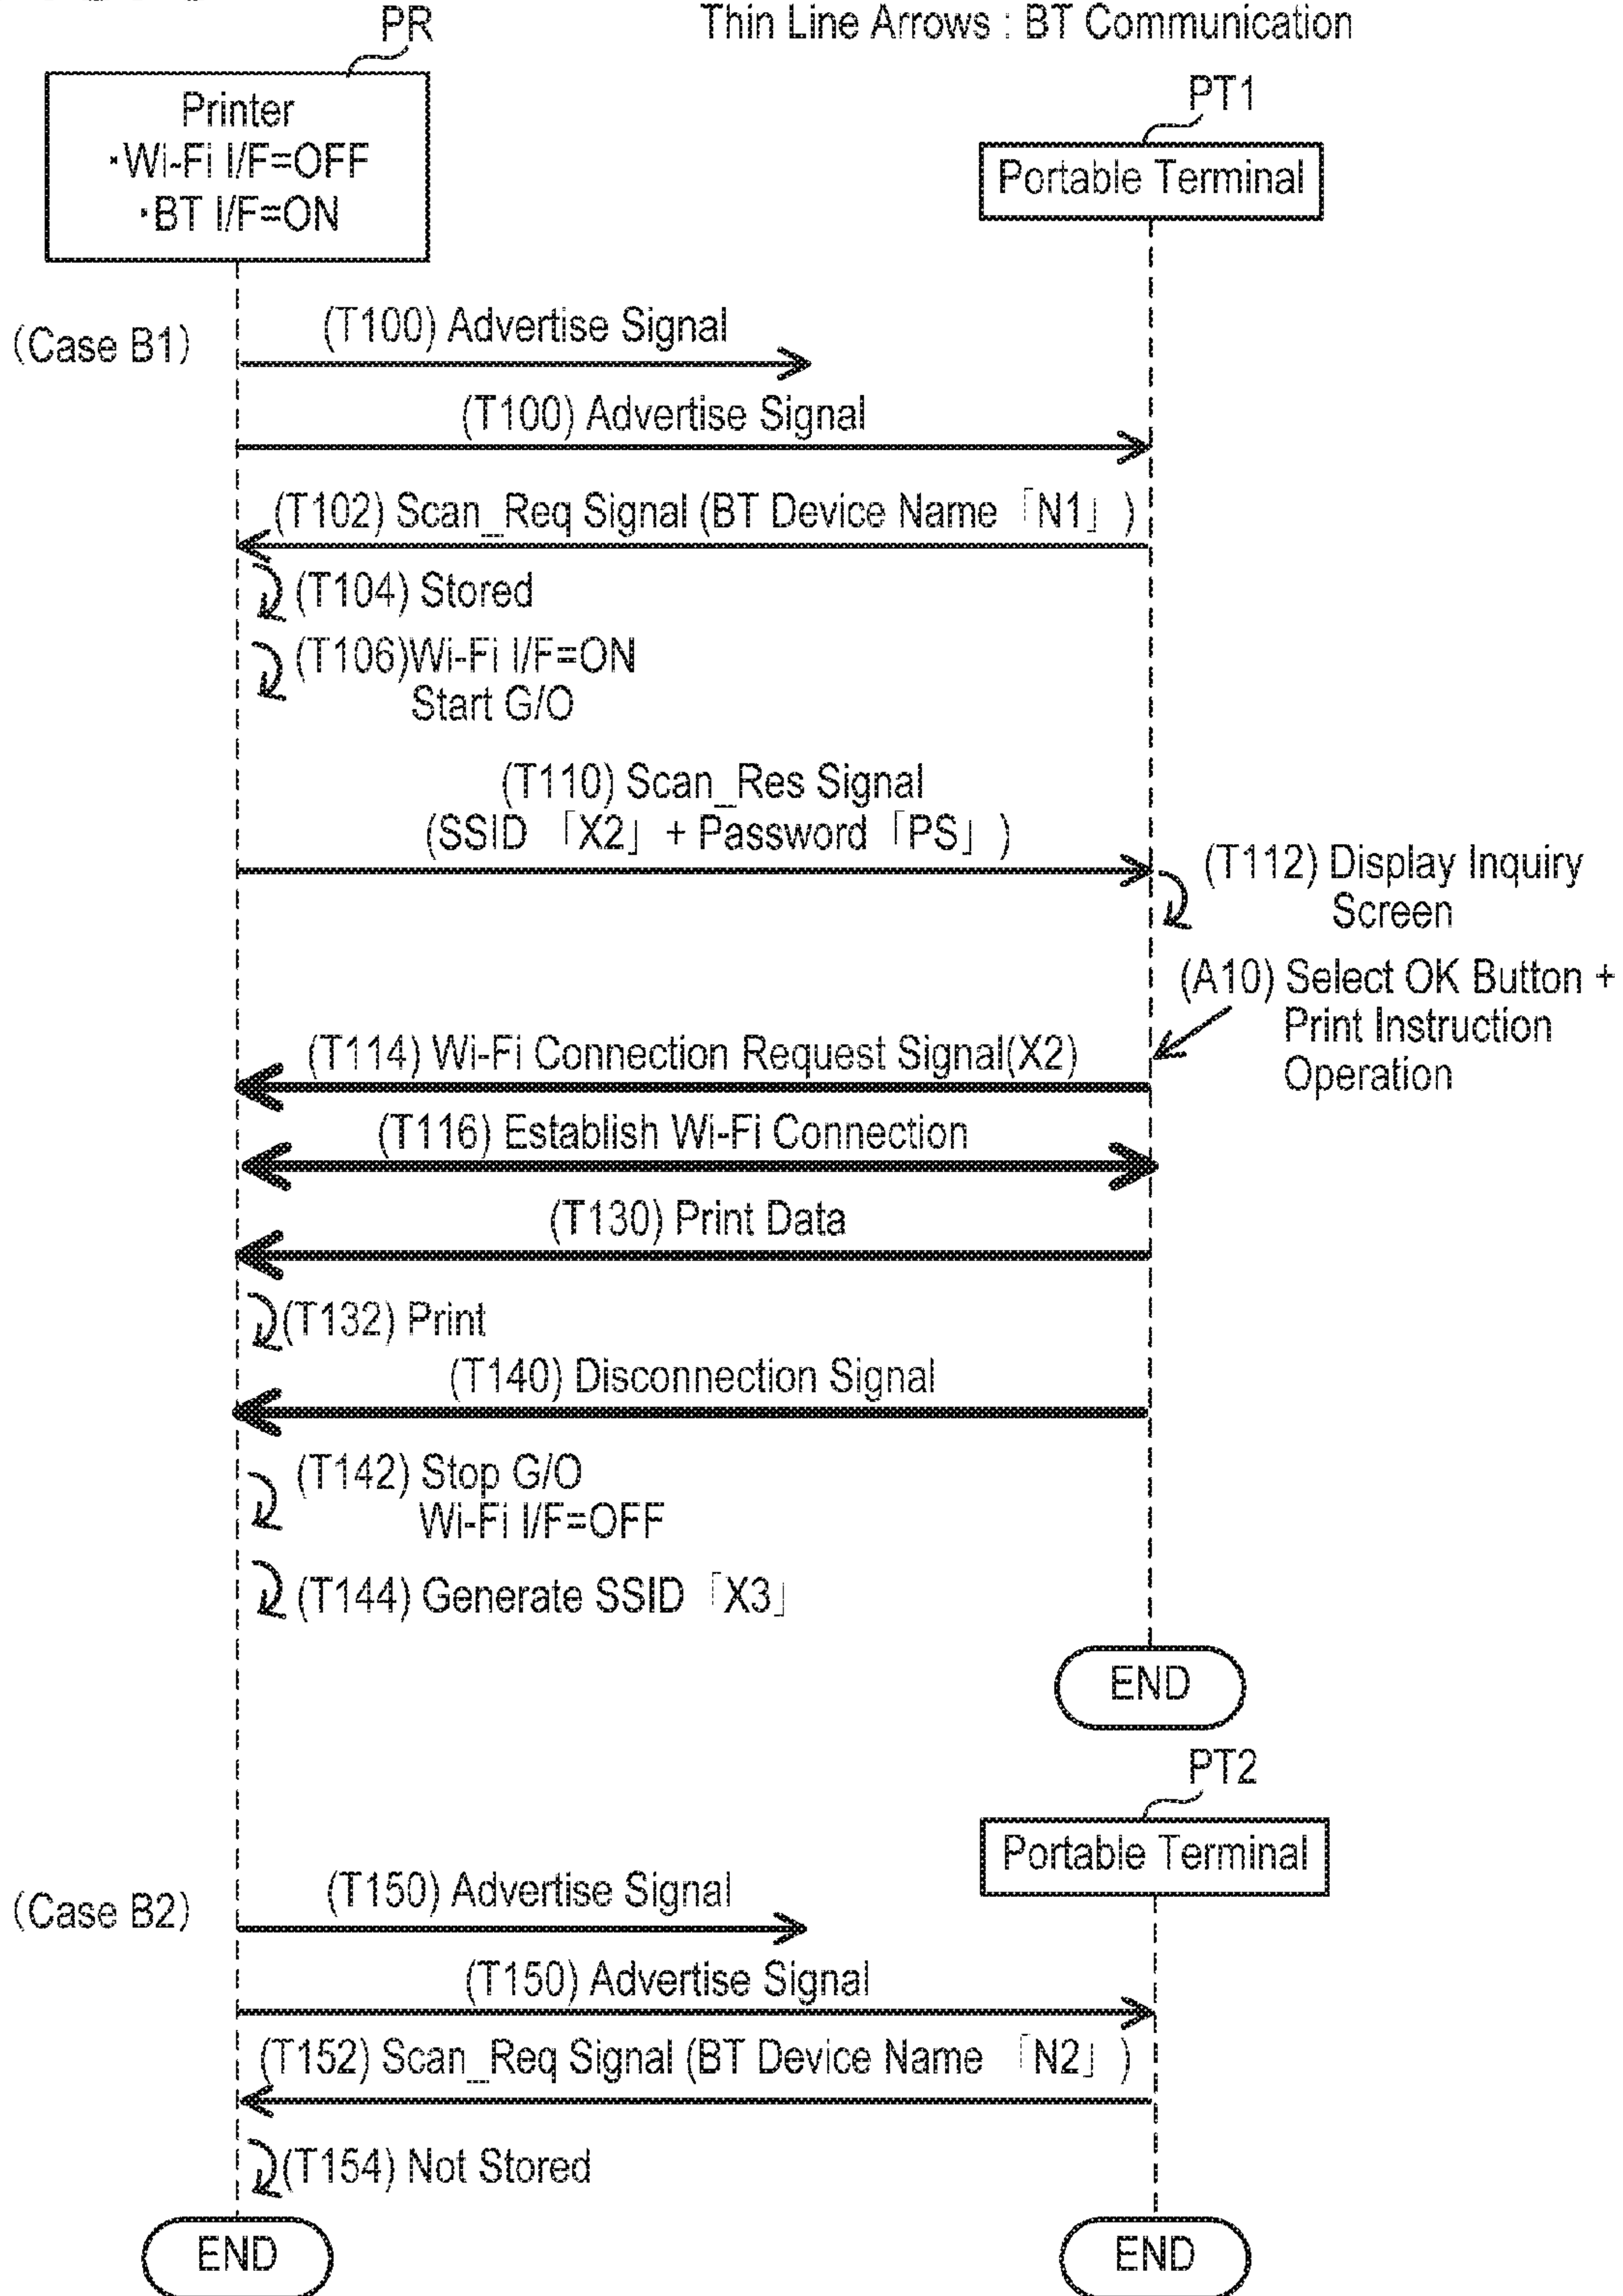 PR
Thin Line Arrows : BT Communication
Printer
・Wi-Fi I/F=OFF
・BT I/F=ON
PT1
Portable Terminal
(Case B1)
(T100) Advertise Signal
(T100) Advertise Signal
(T102) Scan_Req Signal (BT Device Name「N1」)
(T104) Stored
(T106)Wi-Fi I/F=ON
Start G/O
(T110) Scan_Res Signal
(SSID 「X2」 + Password「PS」)
(T112) Display Inquiry
Screen
(A10) Select OK Button +
Print Instruction
Operation
(T114) Wi-Fi Connection Request Signal(X2)
(T116) Establish Wi-Fi Connection
(T130) Print Data
(T132) Print
(T140) Disconnection Signal
(T142) Stop G/O
Wi-Fi I/F=OFF
(T144) Generate SSID「X3」
END
PT2
Portable Terminal
(Case B2)
(T150) Advertise Signal
(T150) Advertise Signal
(T152) Scan_Req Signal (BT Device Name 「N2」)
(T154) Not Stored
END
END